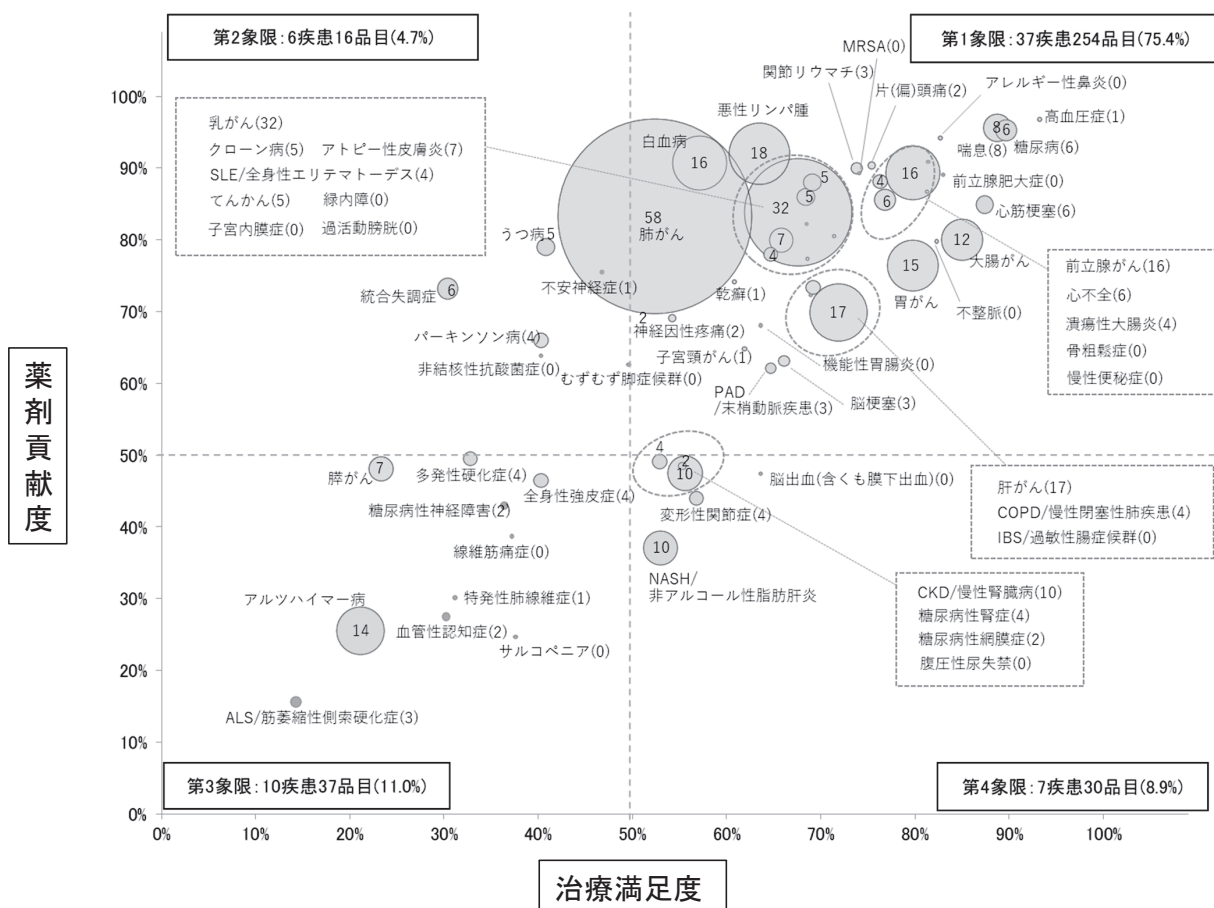 第2象限:6疾患16品目(4.7%)
第1象限:37疾患254品目(75.4%)
MRSA(0)
関節リウマチ(3)
片(偏)頭痛(2)
アレルギー性鼻炎(0)
高血圧症(1)
悪性リンパ腫
白血病
16
18
8
6
喘息(8)
糖尿病(6)
乳がん(32)
クローン病(5) アトピー性皮膚炎(7)
SLE/全身性エリテマトーデス(4)
てんかん(5) 緑内障(0)
子宮内膜症(0) 過活動膀胱(0)
5
5
32
7
4
4
16
6
前立腺肥大症(0)
心筋梗塞(6)
58
肺がん
うつ病5
12
大腸がん
15
胃がん
不整脈(0)
前立腺がん(16)
心不全(6)
潰瘍性大腸炎(4)
骨粗鬆症(0)
慢性便秘症(0)
統合失調症
6
不安神経症(1)
乾癬(1)
17
2
神経因性疼痛(2)
パーキンソン病(4)
非結核性抗酸菌症(0)
むずむず脚症候群(0)
子宮頸がん(1)
機能性胃腸炎(0)
PAD
/末梢動脈疾患(3)
脳梗塞(3)
膵がん
7
多発性硬化症(4)
全身性強皮症(4)
糖尿病性神経障害(2)
線維筋痛症(0)
4
2
10
脳出血(含くも膜下出血)(0)
変形性関節症(4)
10
NASH/
非アルコール性脂肪肝炎
肝がん(17)
COPD/慢性閉塞性肺疾患(4)
IBS/過敏性腸症候群(0)
CKD/慢性腎臓病(10)
糖尿病性腎症(4)
糖尿病性網膜症(2)
腹圧性尿失禁(0)
アルツハイマー病
14
特発性肺線維症(1)
血管性認知症(2)
サルコペニア(0)
ALS/筋萎縮性側索硬化症(3)
第3象限:10疾患37品目(11.0%)
第4象限:7疾患30品目(8.9%)
薬剤貢献度
100%
90%
80%
70%
60%
50%
40%
30%
20%
10%
0%
0%
10%
20%
30%
40%
50%
60%
70%
80%
90%
100%
治療満足度